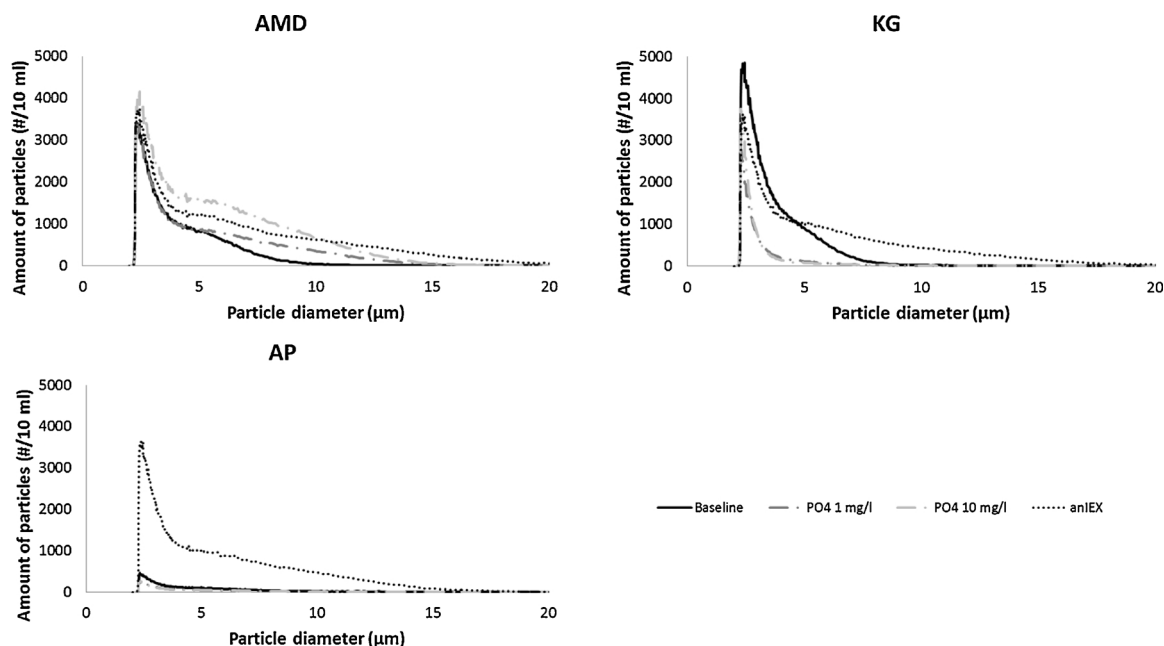 AMD
Amount of particles (#/10 ml)
5000
4000
3000
2000
1000
0
0 5 10 15 20
Particle diameter (µm)
KG
Amount of particles (#/10 ml)
5000
4000
3000
2000
1000
0
0 5 10 15 20
Particle diameter (µm)
AP
Amount of particles (#/10 ml)
5000
4000
3000
2000
1000
0
0 5 10 15 20
Particle diameter (µm)
Baseline PO4 1 mg/l PO4 10 mg/l anIEX